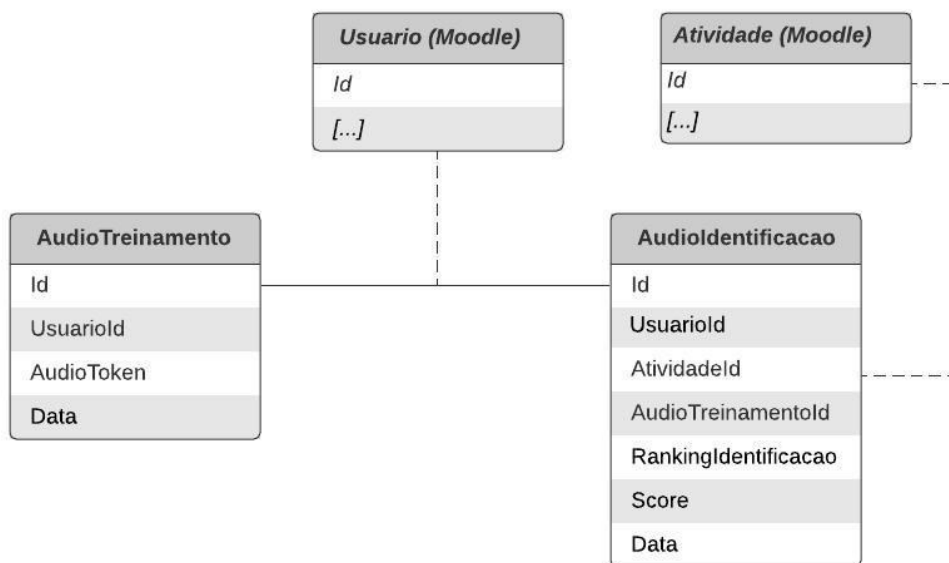 Usuario (Moodle)
Id
[...]
Atividade (Moodle)
Id
[...]
AudioTreinamento
Id
UsuarioId
AudioToken
Data
AudioIdentificacao
Id
UsuarioId
AtividadeId
AudioTreinamentoId
RankingIdentificacao
Score
Data